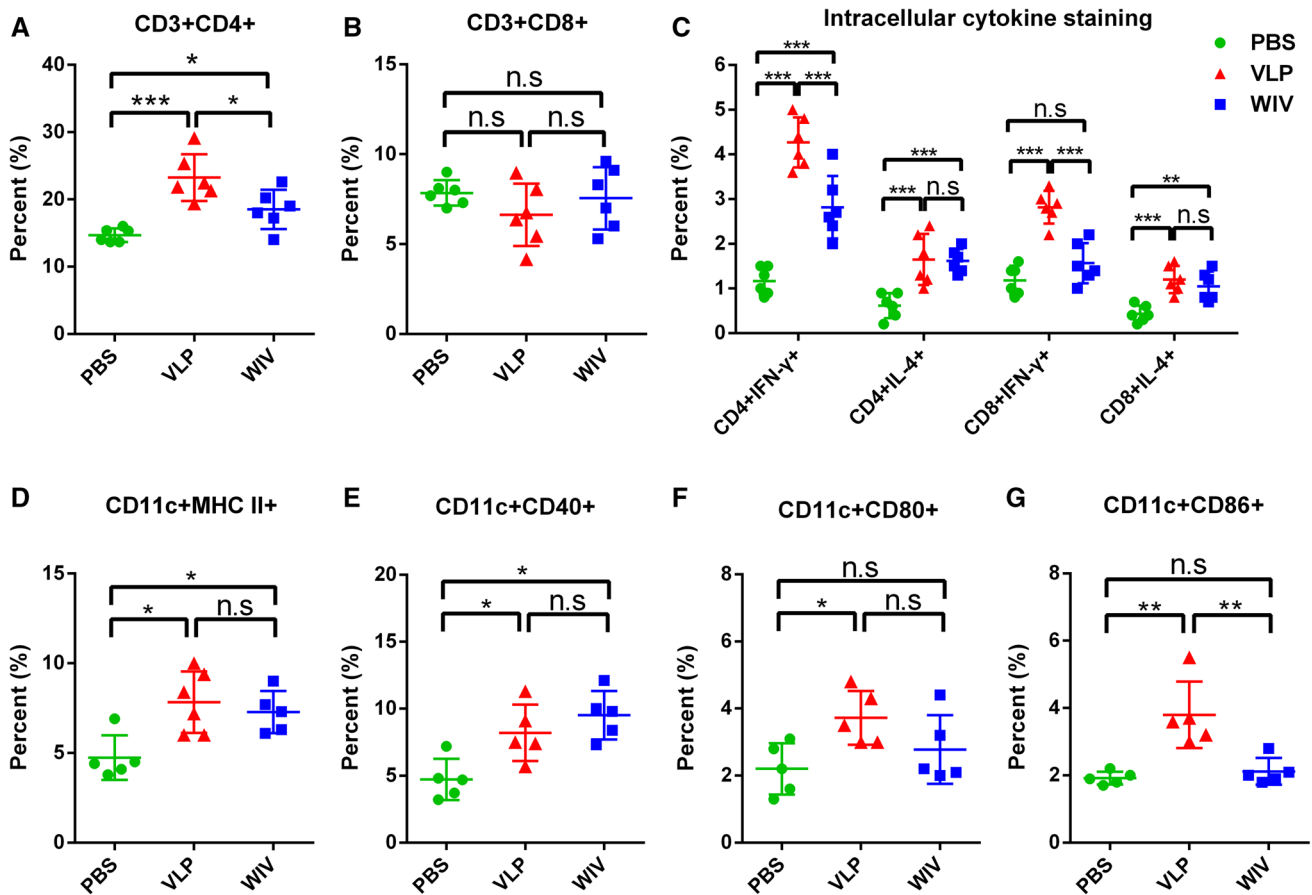 A
CD3+CD4+
Percent (%)
40
30
20
10
0
*
***
*
PBS
VLP
WIV
B
CD3+CD8+
Percent (%)
15
10
5
0
n.s
n.s
n.s
PBS
VLP
WIV
C
Intracellular cytokine staining
Percent (%)
6
5
4
3
2
1
0
***
*** ***
***
*** n.s
n.s
*** ***
**
*** n.s
CD4+IFN-γ+
CD4+IL-4+
CD8+IFN-γ+
CD8+IL-4+
PBS
VLP
WIV
D
CD11c+MHC II+
Percent (%)
15
10
5
0
*
*
n.s
PBS
VLP
WIV
E
CD11c+CD40+
Percent (%)
20
15
10
5
0
*
*
n.s
PBS
VLP
WIV
F
CD11c+CD80+
Percent (%)
8
6
4
2
0
n.s
*
n.s
PBS
VLP
WIV
G
CD11c+CD86+
Percent (%)
8
6
4
2
0
n.s
**
**
PBS
VLP
WIV